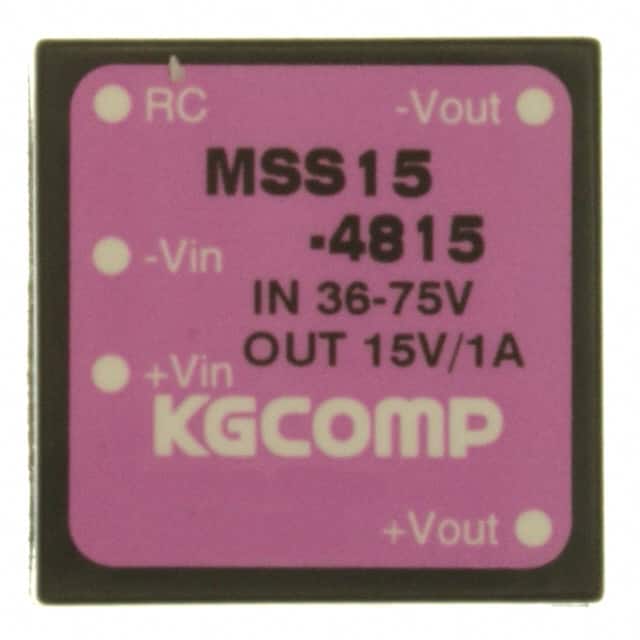 RC -Vout
MSS15
-4815
-Vin
IN 36-75V
OUT 15V/1A
+Vin
KGCOMP
+Vout